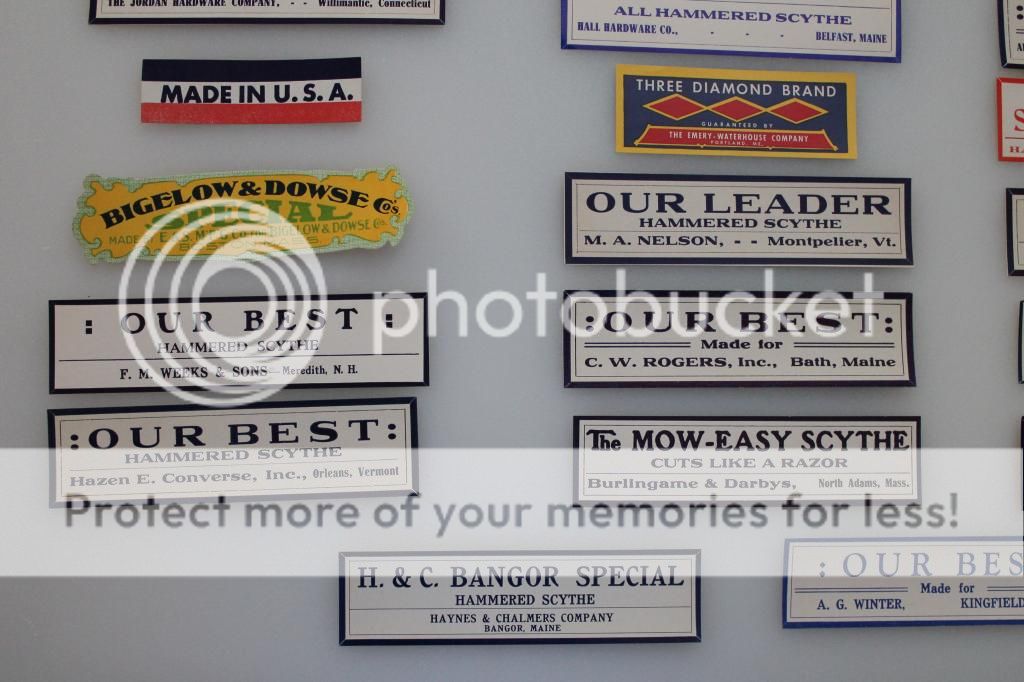 THE JORDAN HARDWARE COMPANY, - - Willimantic, Connecticut
ALL HAMMERED SCYTHE
HALL HARDWARE CO., - - - BELFAST, MAINE
MADE IN U. S. A.
THREE DIAMOND BRAND
GUARANTEED BY
THE EMERY-WATERHOUSE COMPANY
PORTLAND, ME.
BIGELOW & DOWSE Co's.
SPECIAL
BIGELOW & DOWSE Co.
OUR LEADER
HAMMERED SCYTHE
M. A. NELSON, - - Montpelier, Vt.
: OUR BEST :
HAMMERED SCYTHE
F. M. WEEKS & SONS Meredith, N. H.
:OUR BEST:
Made for
C. W. ROGERS, Inc., Bath, Maine
:OUR BEST:
HAMMERED SCYTHE
Hazen E. Converse, Inc., Orleans, Vermont
The MOW-EASY SCYTHE
CUTS LIKE A RAZOR
Burlingame & Darbys, North Adams, Mass.
H. & C. BANGOR SPECIAL
HAMMERED SCYTHE
HAYNES & CHALMERS COMPANY
BANGOR, MAINE
: OUR BES
Made for
A. G. WINTER, KINGFIELD
photobucket
Protect more of your memories for less!